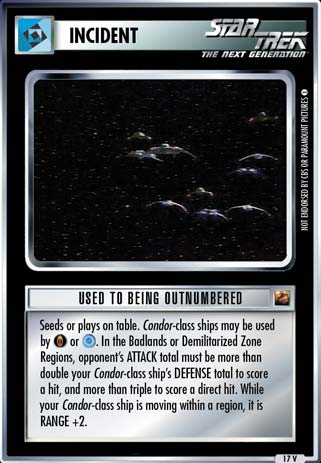 INCIDENT
STAR TREK
THE NEXT GENERATION
NOT ENDORSED BY CBS OR PARAMOUNT PICTURES
USED TO BEING OUTNUMBERED
Seeds or plays on table. Condor-class ships may be used
by or . In the Badlands or Demilitarized Zone
Regions, opponent's ATTACK total must be more than
double your Condor-class ship's DEFENSE total to score
a hit, and more than triple to score a direct hit. While
your Condor-class ship is moving within a region, it is
RANGE +2.
17 V